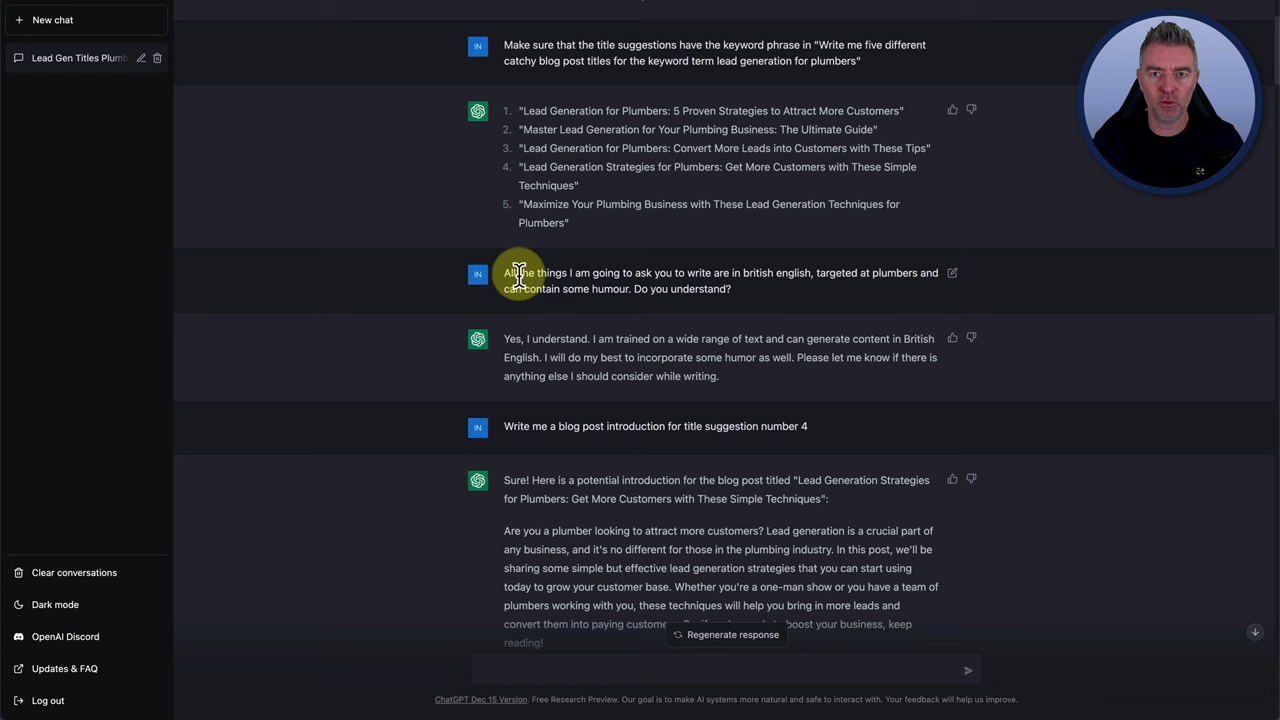 New chat
Lead Gen Titles Plumb
Clear conversations
Dark mode
OpenAI Discord
Updates & FAQ
Log out
IN
Make sure that the title suggestions have the keyword phrase in "Write me five different
catchy blog post titles for the keyword term lead generation for plumbers"
1. "Lead Generation for Plumbers: 5 Proven Strategies to Attract More Customers"
2. "Master Lead Generation for Your Plumbing Business: The Ultimate Guide"
3. "Lead Generation for Plumbers: Convert More Leads into Customers with These Tips"
4. "Lead Generation Strategies for Plumbers: Get More Customers with These Simple
Techniques"
5. "Maximize Your Plumbing Business with These Lead Generation Techniques for
Plumbers"
IN
All the things I am going to ask you to write are in british english, targeted at plumbers and
can contain some humour. Do you understand?
Yes, I understand. I am trained on a wide range of text and can generate content in British
English. I will do my best to incorporate some humor as well. Please let me know if there is
anything else I should consider while writing.
IN
Write me a blog post introduction for title suggestion number 4
Sure! Here is a potential introduction for the blog post titled "Lead Generation Strategies
for Plumbers: Get More Customers with These Simple Techniques":
Are you a plumber looking to attract more customers? Lead generation is a crucial part of
any business, and it's no different for those in the plumbing industry. In this post, we'll be
sharing some simple but effective lead generation strategies that you can start using
today to grow your customer base. Whether you're a one-man show or you have a team of
plumbers working with you, these techniques will help you bring in more leads and
convert them into paying boost your business, keep
reading!
Regenerate response
ChatGPT Dec 15 Version. Free Research Preview. Our goal is to make AI systems more natural and safe to interact with. Your feedback will help us improve.